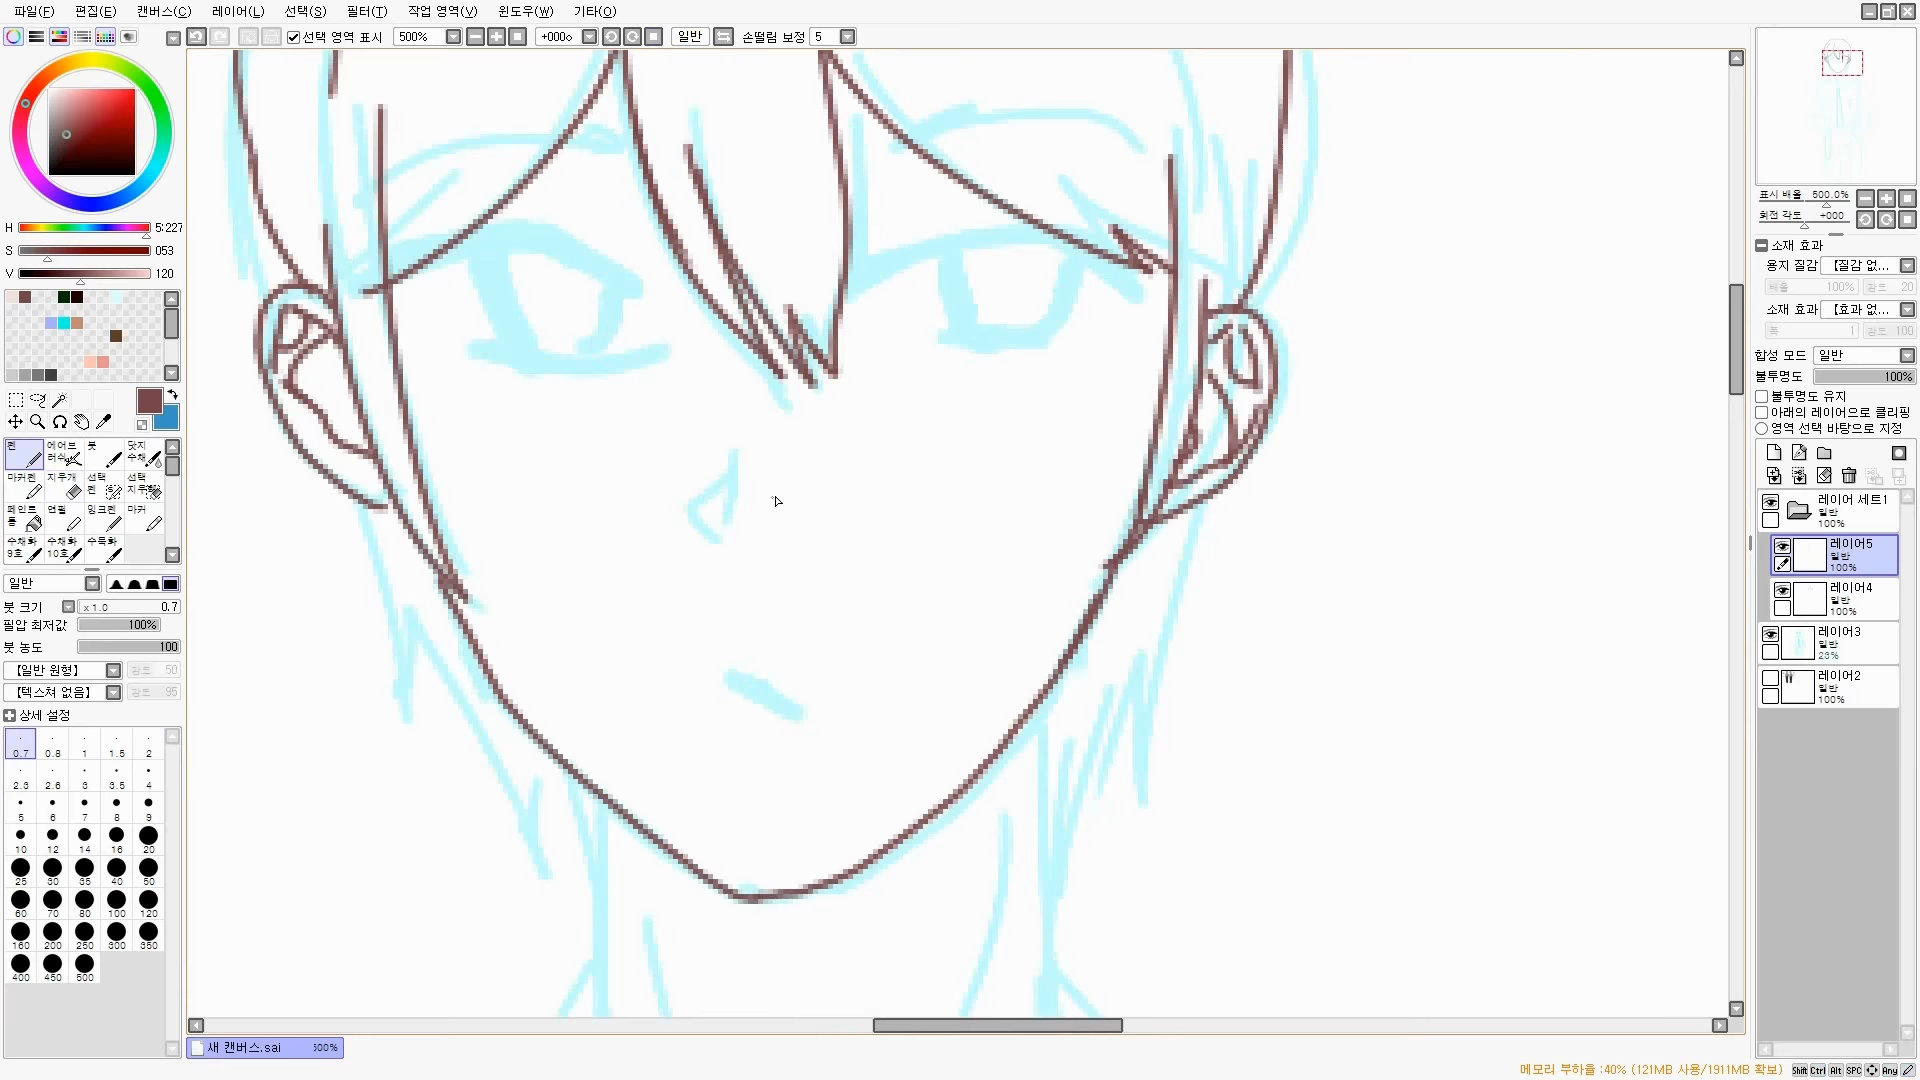 파일(F) 편집(E) 캔버스(C) 레이어(L) 선택(S) 필터(T) 작업 영역(V) 윈도우(W) 기타(O)
선택 영역 표시 500% +000o 일반 손떨림 보정 5
H 5:227
S 053
V 120
펜 에어브러쉬 붓 닷지수채
마커펜 지우개 선택펜 선택지우개
페인트툴 연필 잉크펜 마커
수채화9호 수채화10호 수묵화
일반
붓 크기 x 1.0 0.7
필압 최저값 100%
붓 농도 100
【일반 원형】 강도 50
【텍스쳐 없음】 강도 95
상세 설정
0.7 0.8 1 1.5 2
2.3 2.6 3 3.5 4
5 6 7 8 9
10 12 14 16 20
25 30 35 40 50
60 70 80 100 120
160 200 250 300 350
400 450 500
새 캔버스.sai 500%
표시 배율 500.0%
회전 각도 +000
소재 효과
용지 질감 【질감 없...
배율 100% 강도 20
소재 효과 【효과 없...
폭 1 강도 100
합성 모드 일반
불투명도 100%
불투명도 유지
아래의 레이어으로 클리핑
영역 선택 바탕으로 지정
레이어 세트1
일반
100%
레이어5
일반
100%
레이어4
일반
100%
레이어3
일반
23%
레이어2
일반
100%
메모리 부하율 :40% (121MB 사용/1911MB 확보) Shift Ctrl Alt SPC Any